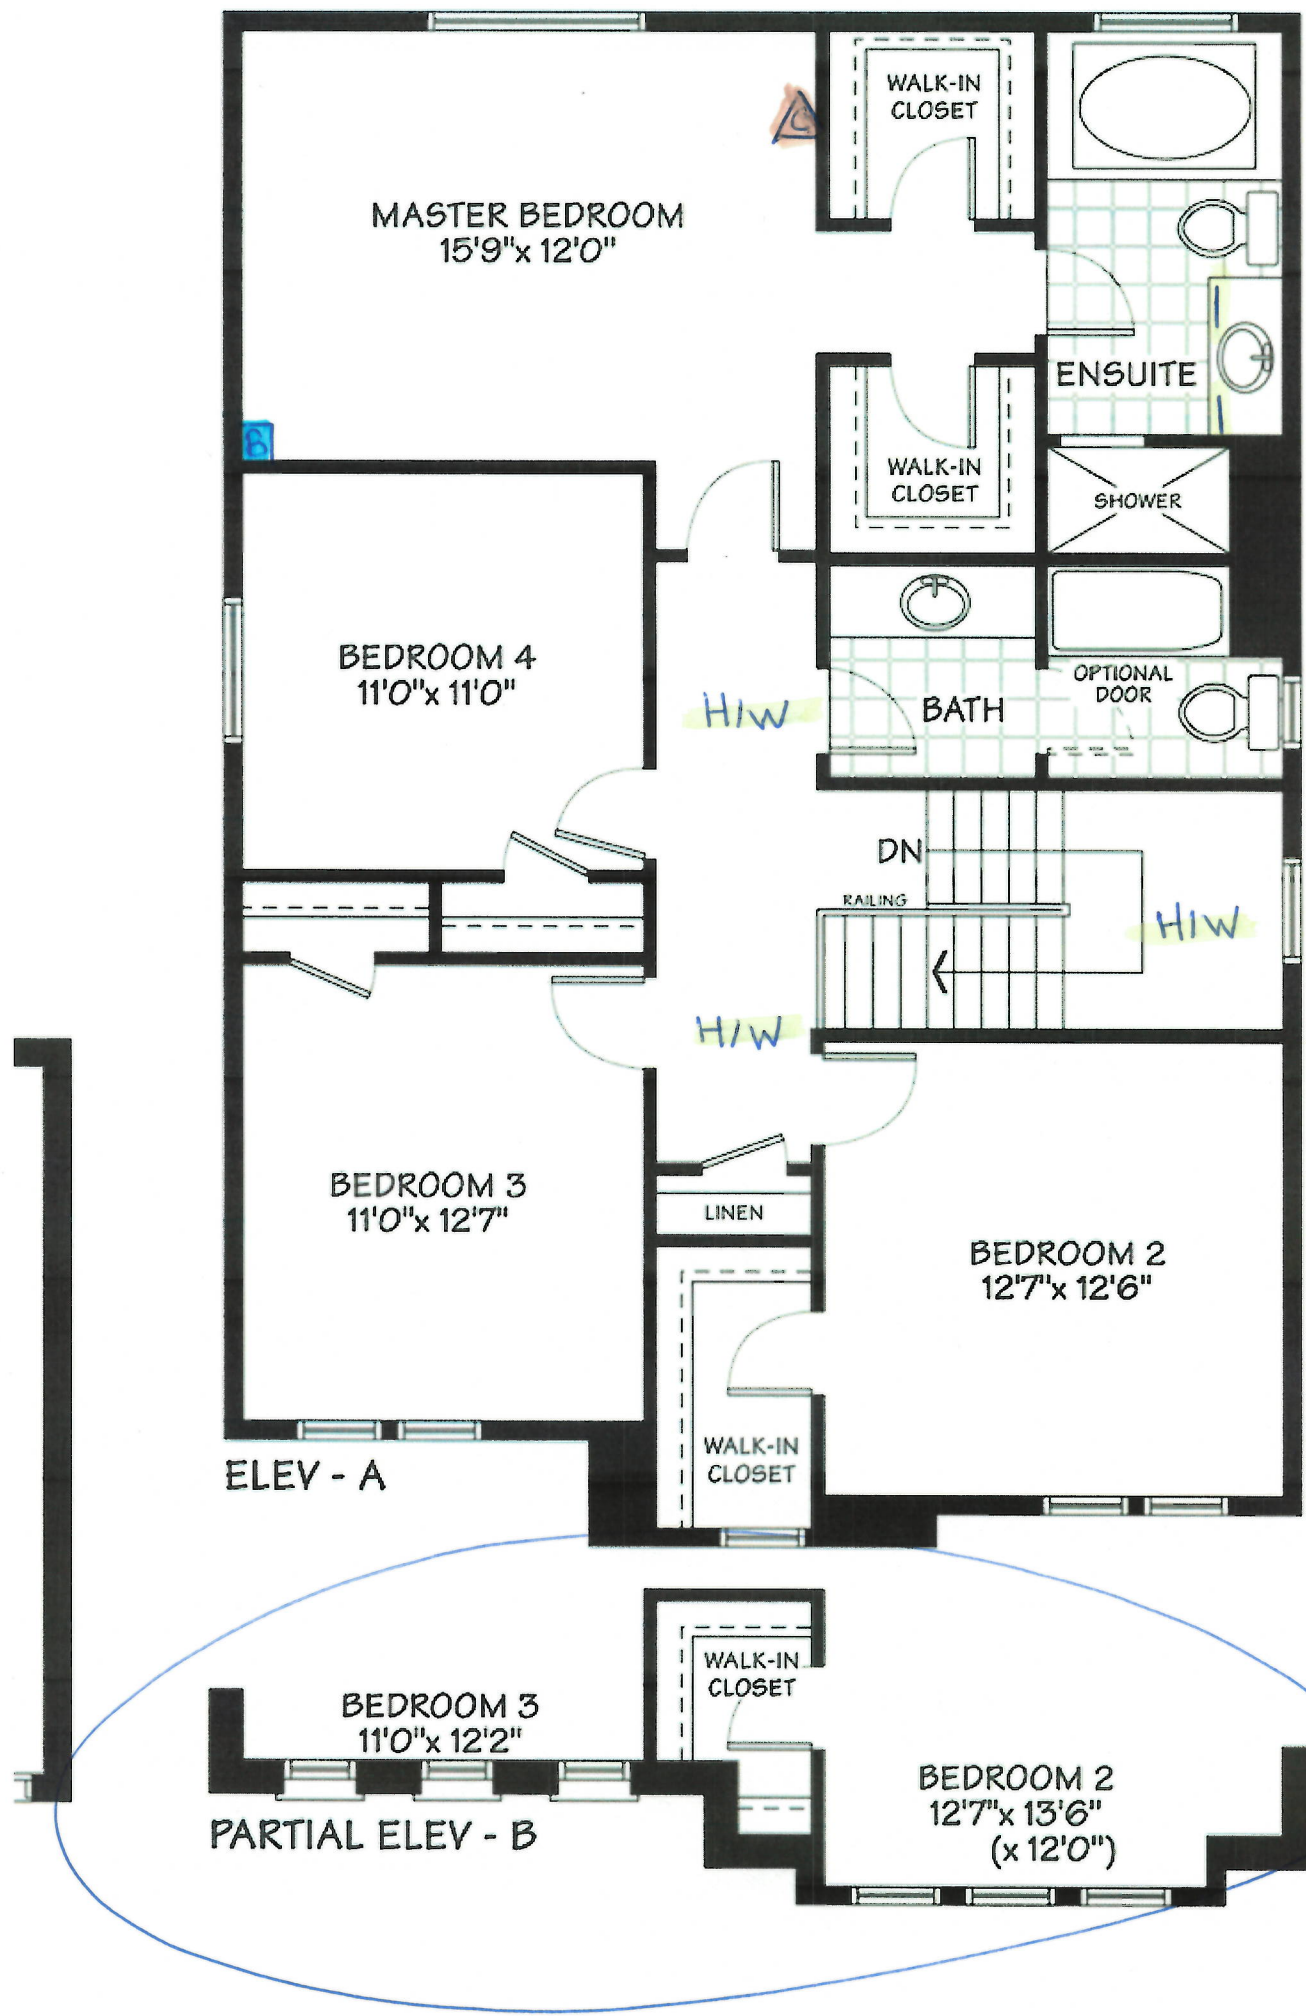 WALK-IN
CLOSET
C
MASTER BEDROOM
15'9"x 12'0"
ENSUITE
B
WALK-IN
CLOSET
SHOWER
BEDROOM 4
11'0"x 11'0"
OPTIONAL
DOOR
H/W
BATH
DN
RAILING
H/W
H/W
BEDROOM 3
11'0"x 12'7"
LINEN
BEDROOM 2
12'7"x 12'6"
WALK-IN
CLOSET
ELEV - A
WALK-IN
CLOSET
BEDROOM 3
11'0"x 12'2"
BEDROOM 2
12'7"x 13'6"
(x 12'0")
PARTIAL ELEV - B